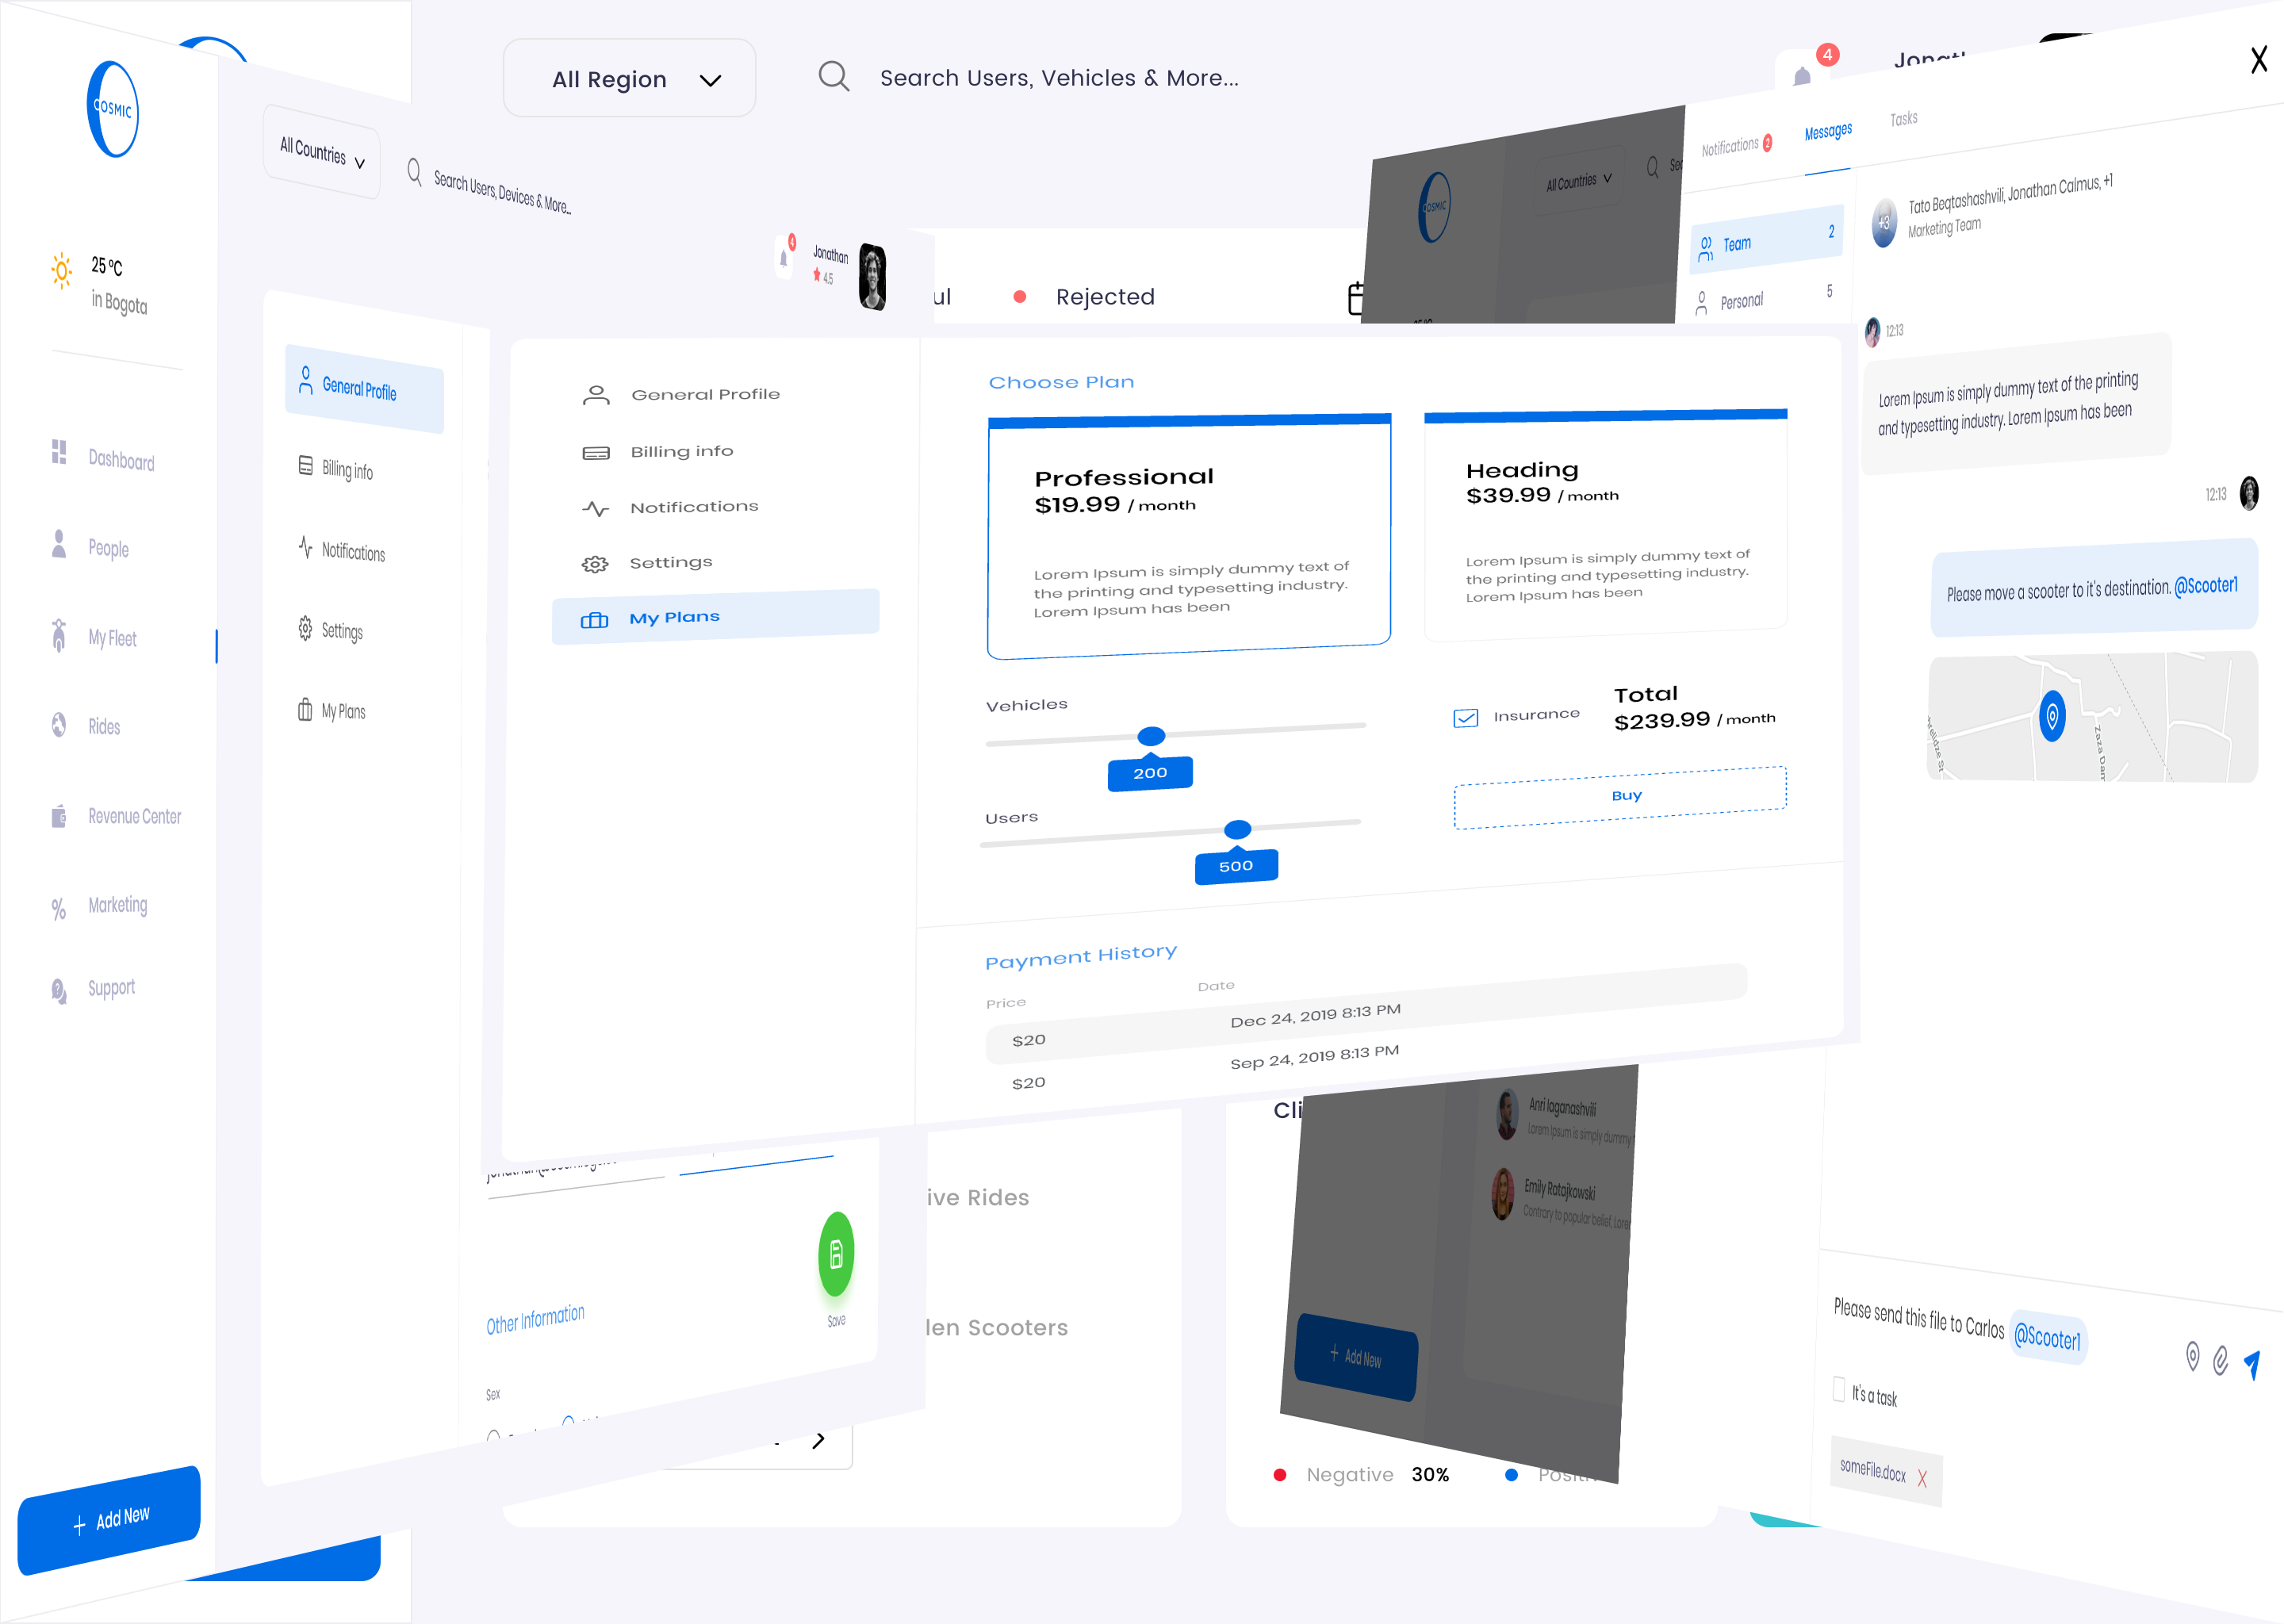 COSMIC
25 ºC
in Bogota
Dashboard
People
My Fleet
Rides
Revenue Center
Marketing
Support
+ Add New
All Region
Search Users, Vehicles & More...
4
All Countries
Search Users, Devices & More...
4
Jonathan
4.5
Rejected
General Profile
Billing info
Notifications
Settings
My Plans
General Profile
Billing info
Notifications
Settings
My Plans
Choose Plan
Professional
$19.99 / month
Lorem Ipsum is simply dummy text of
the printing and typesetting industry.
Lorem Ipsum has been
Heading
$39.99 / month
Lorem Ipsum is simply dummy text of
the printing and typesetting industry.
Lorem Ipsum has been
Vehicles
200
Users
500
Insurance
Total
$239.99 / month
Buy
Payment History
Price
Date
$20
Dec 24, 2019 8:13 PM
$20
Sep 24, 2019 8:13 PM
Other Information
Save
Sex
Rides
Scooters
Negative 30%
COSMIC
All Countries
Anri Iaganashvili
Lorem Ipsum is simply dummy
Emily Ratajkowski
Contrary to popular belief, Lorem
+ Add New
Notifications 2
Messages
Tasks
X
Team 2
Personal 5
+3
Tato Beqtashashvili, Jonathan Calmus, +1
Marketing Team
12:13
Lorem Ipsum is simply dummy text of the printing
and typesetting industry. Lorem Ipsum has been
12:13
Please move a scooter to it's destination. @Scooter1
Please send this file to Carlos @Scooter1
It's a task
someFile.docx X